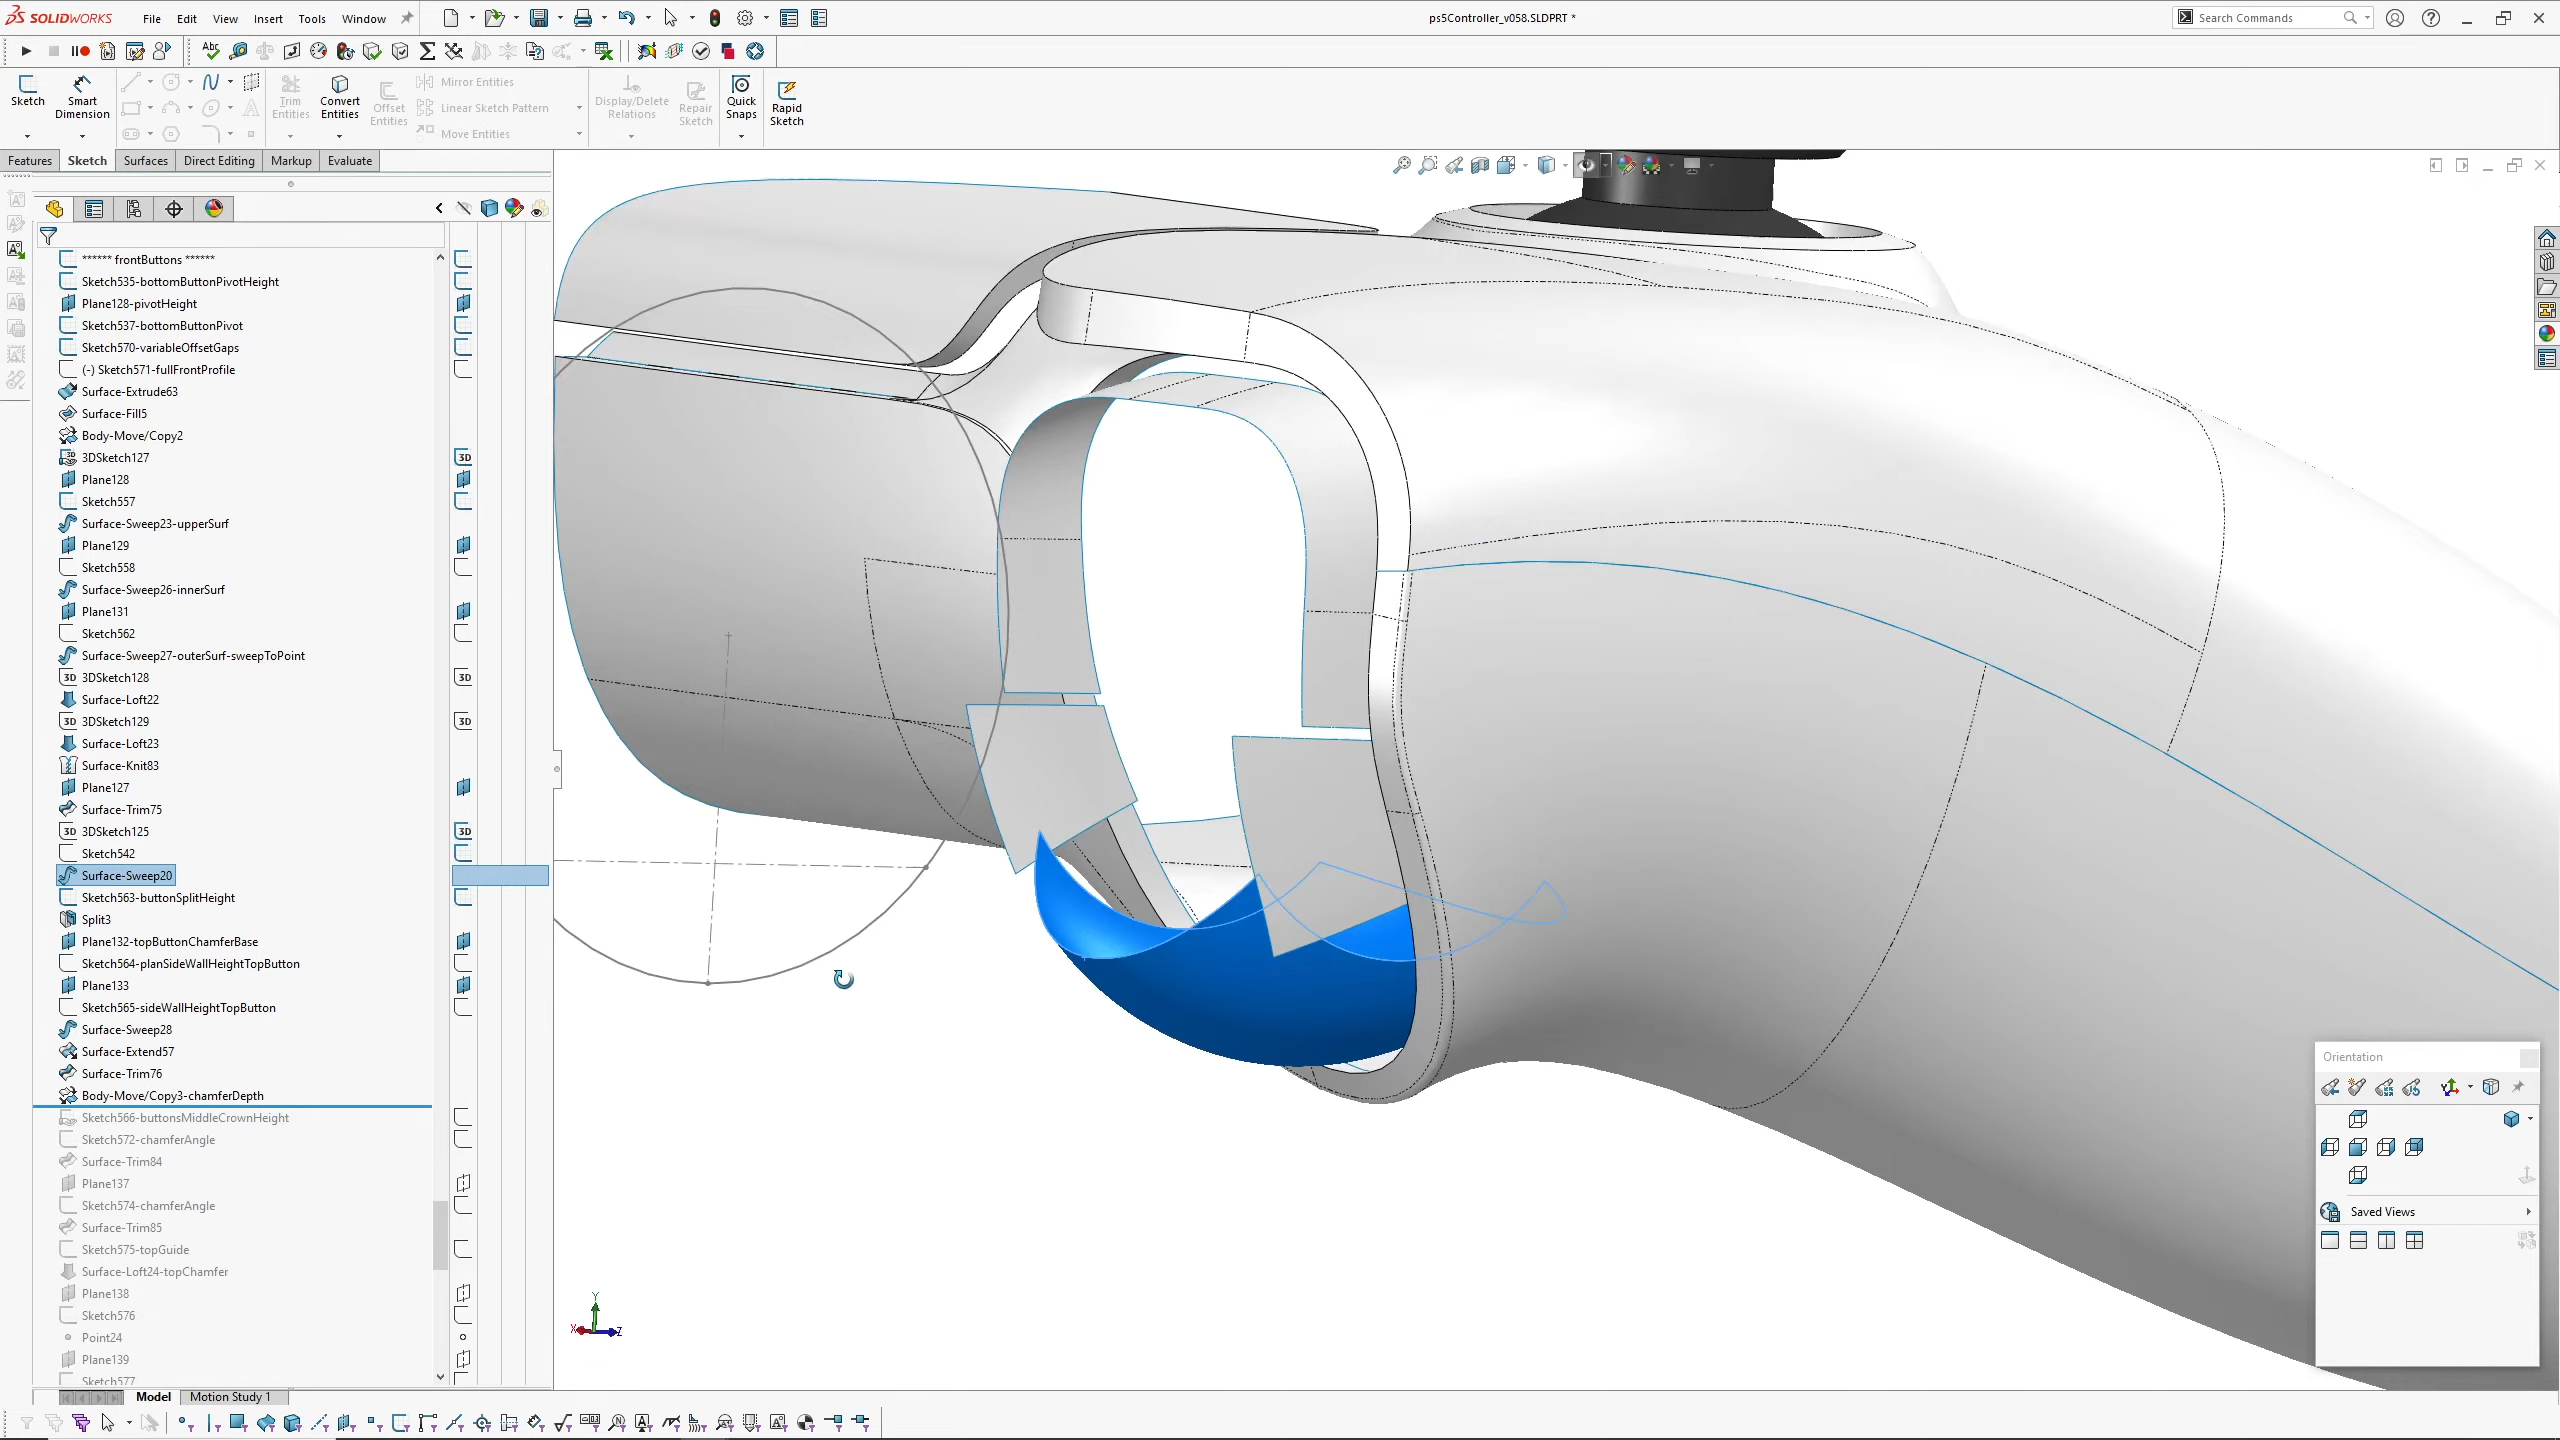 SOLIDWORKS
File Edit View Insert Tools Window
ps5Controller_v058.SLDPRT *
Search Commands
Sketch
Smart Dimension
Trim Entities
Convert Entities
Offset Entities
Mirror Entities
Linear Sketch Pattern
Move Entities
Display/Delete Relations
Repair Sketch
Quick Snaps
Rapid Sketch
Features Sketch Surfaces Direct Editing Markup Evaluate
****** frontButtons ******
Sketch535-bottomButtonPivotHeight
Plane128-pivotHeight
Sketch537-bottomButtonPivot
Sketch570-variableOffsetGaps
(-) Sketch571-fullFrontProfile
Surface-Extrude63
Surface-Fill5
Body-Move/Copy2
3DSketch127
Plane128
Sketch557
Surface-Sweep23-upperSurf
Plane129
Sketch558
Surface-Sweep26-innerSurf
Plane131
Sketch562
Surface-Sweep27-outerSurf-sweepToPoint
3DSketch128
Surface-Loft22
3DSketch129
Surface-Loft23
Surface-Knit83
Plane127
Surface-Trim75
3DSketch125
Sketch542
Surface-Sweep20
Sketch563-buttonSplitHeight
Split3
Plane132-topButtonChamferBase
Sketch564-planSideWallHeightTopButton
Plane133
Sketch565-sideWallHeightTopButton
Surface-Sweep28
Surface-Extend57
Surface-Trim76
Body-Move/Copy3-chamferDepth
Sketch566-buttonsMiddleCrownHeight
Sketch572-chamferAngle
Surface-Trim84
Plane137
Sketch574-chamferAngle
Surface-Trim85
Sketch575-topGuide
Surface-Loft24-topChamfer
Plane138
Sketch576
Point24
Plane139
Sketch577
Orientation
Saved Views
Y
X
Z
Model Motion Study 1